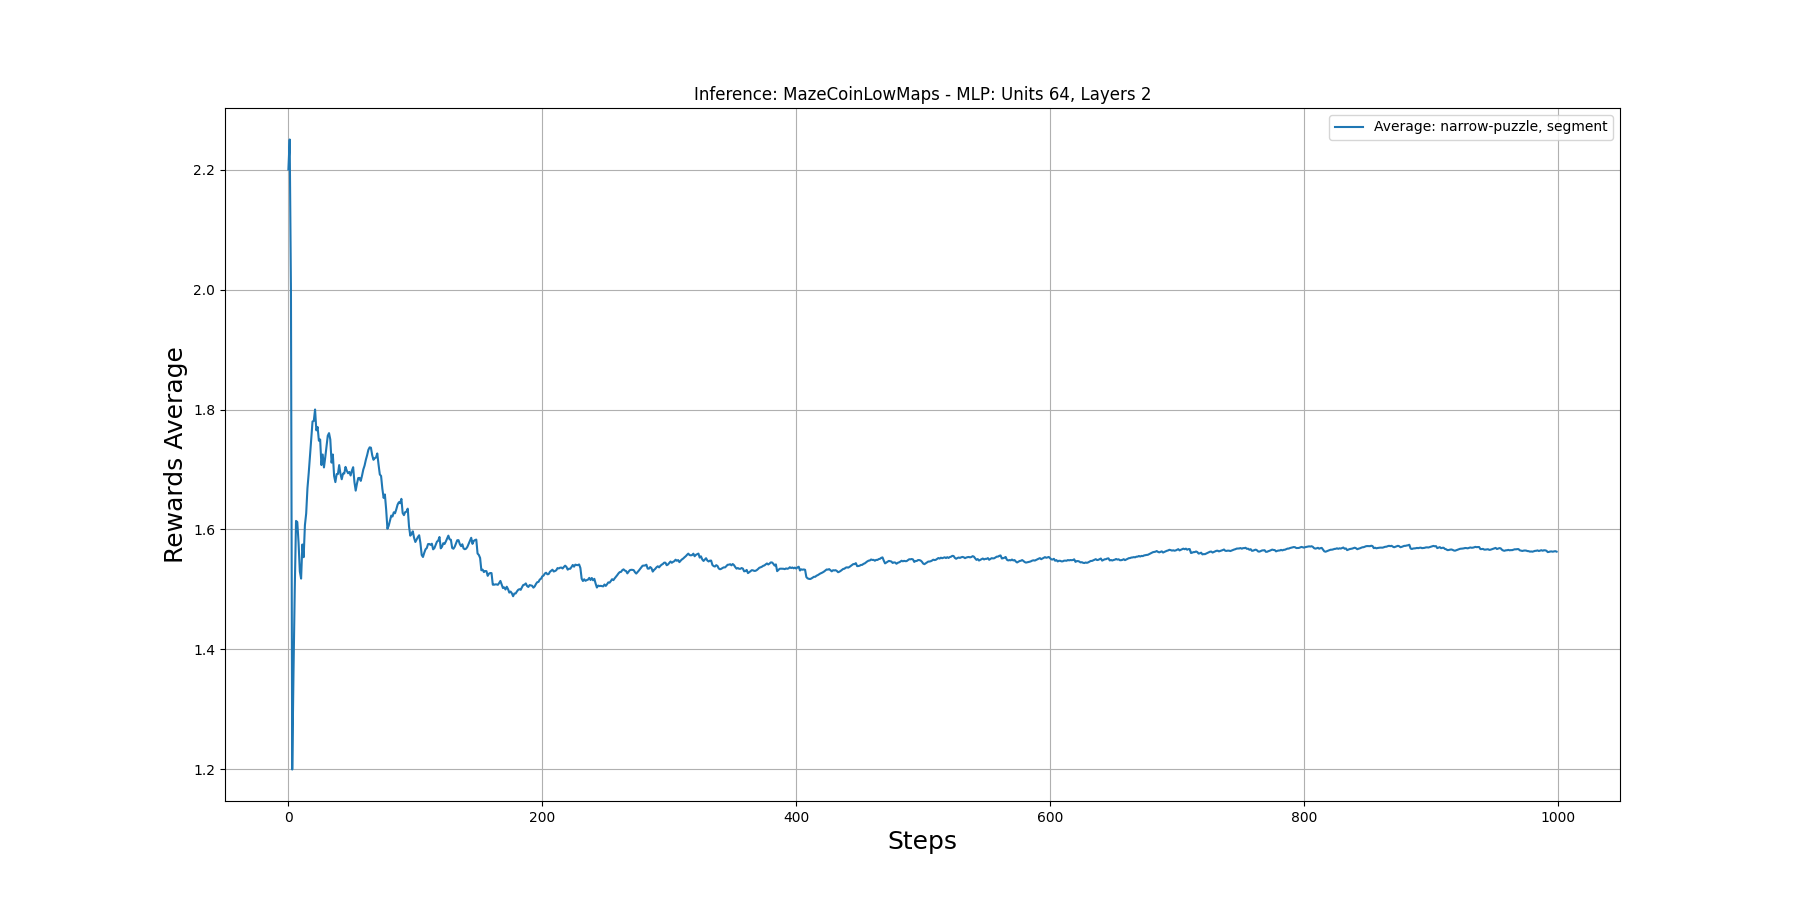 Inference: MazeCoinLowMaps - MLP: Units 64, Layers 2
Average: narrow-puzzle, segment
Rewards Average
2.2
2.0
1.8
1.6
1.4
1.2
0 200 400 600 800 1000
Steps